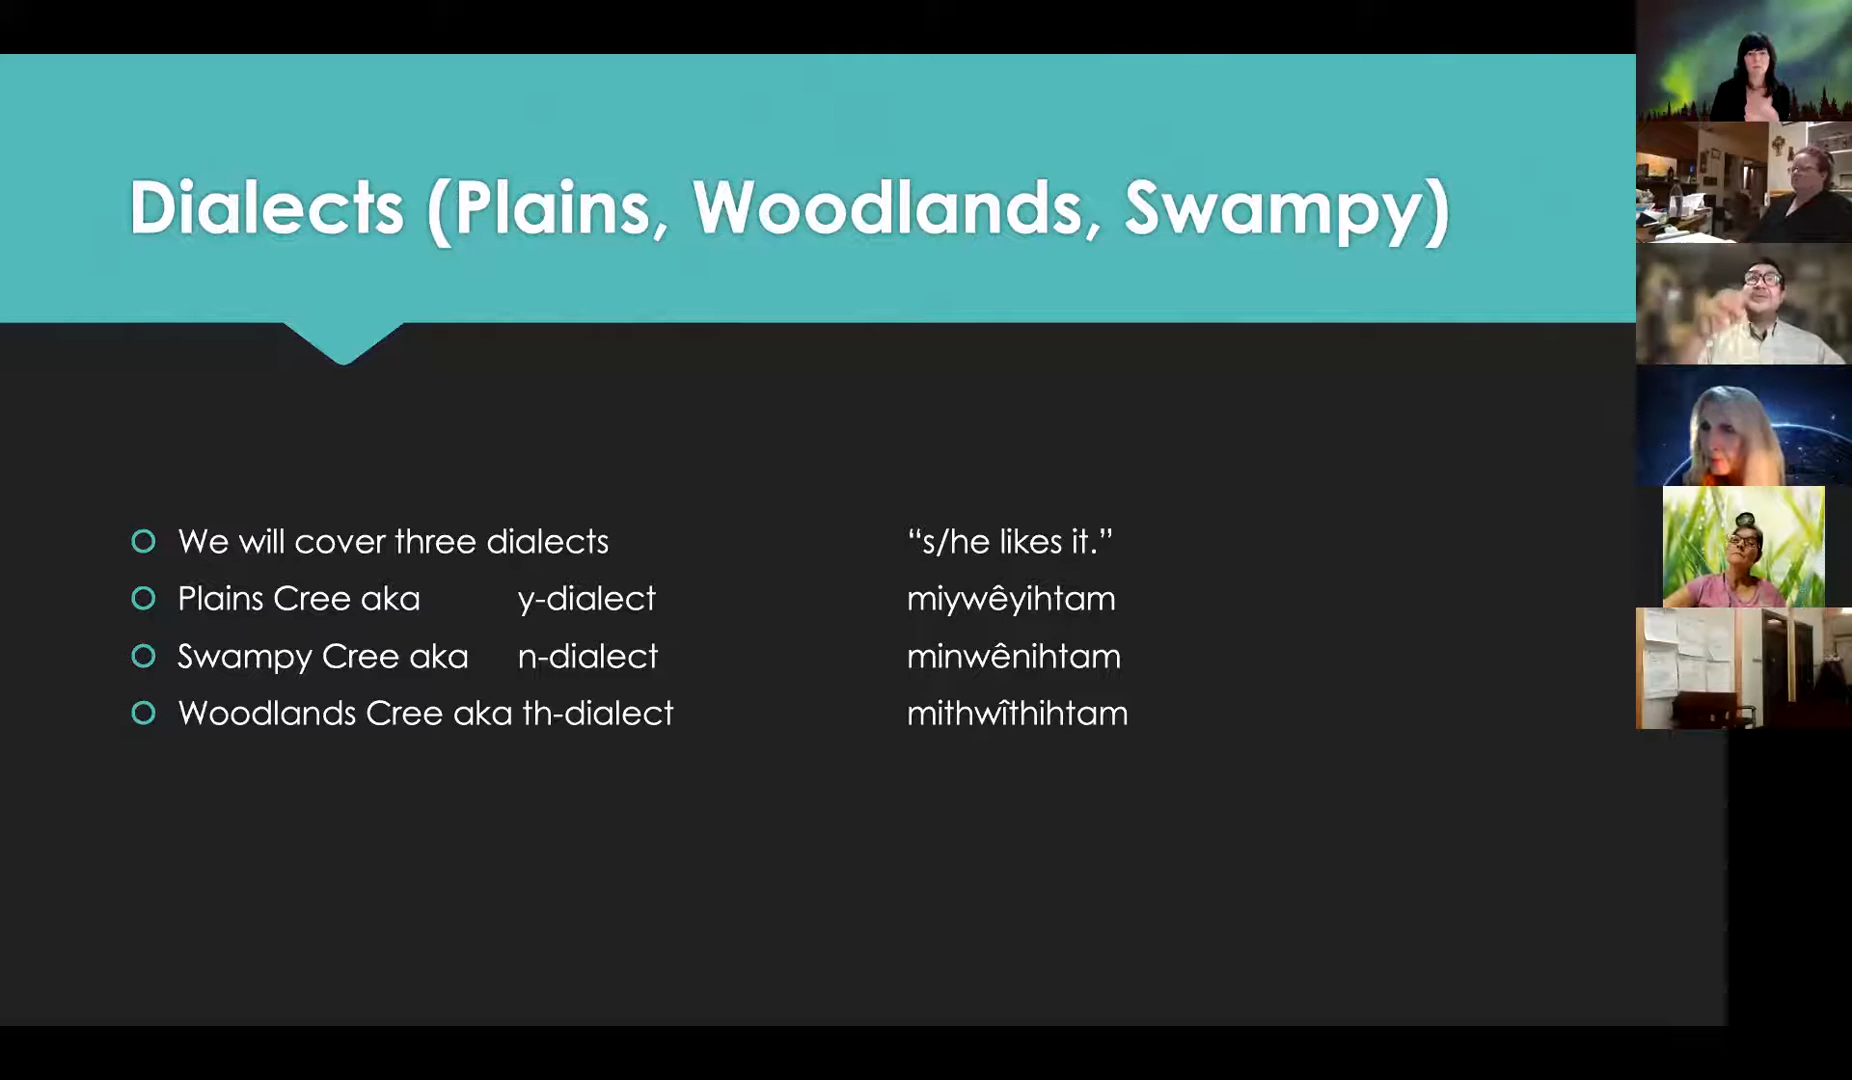 Dialects (Plains, Woodlands, Swampy)
We will cover three dialects “s/he likes it.”
Plains Cree aka y-dialect miywêyihtam
Swampy Cree aka n-dialect minwênihtam
Woodlands Cree aka th-dialect mithwîthihtam